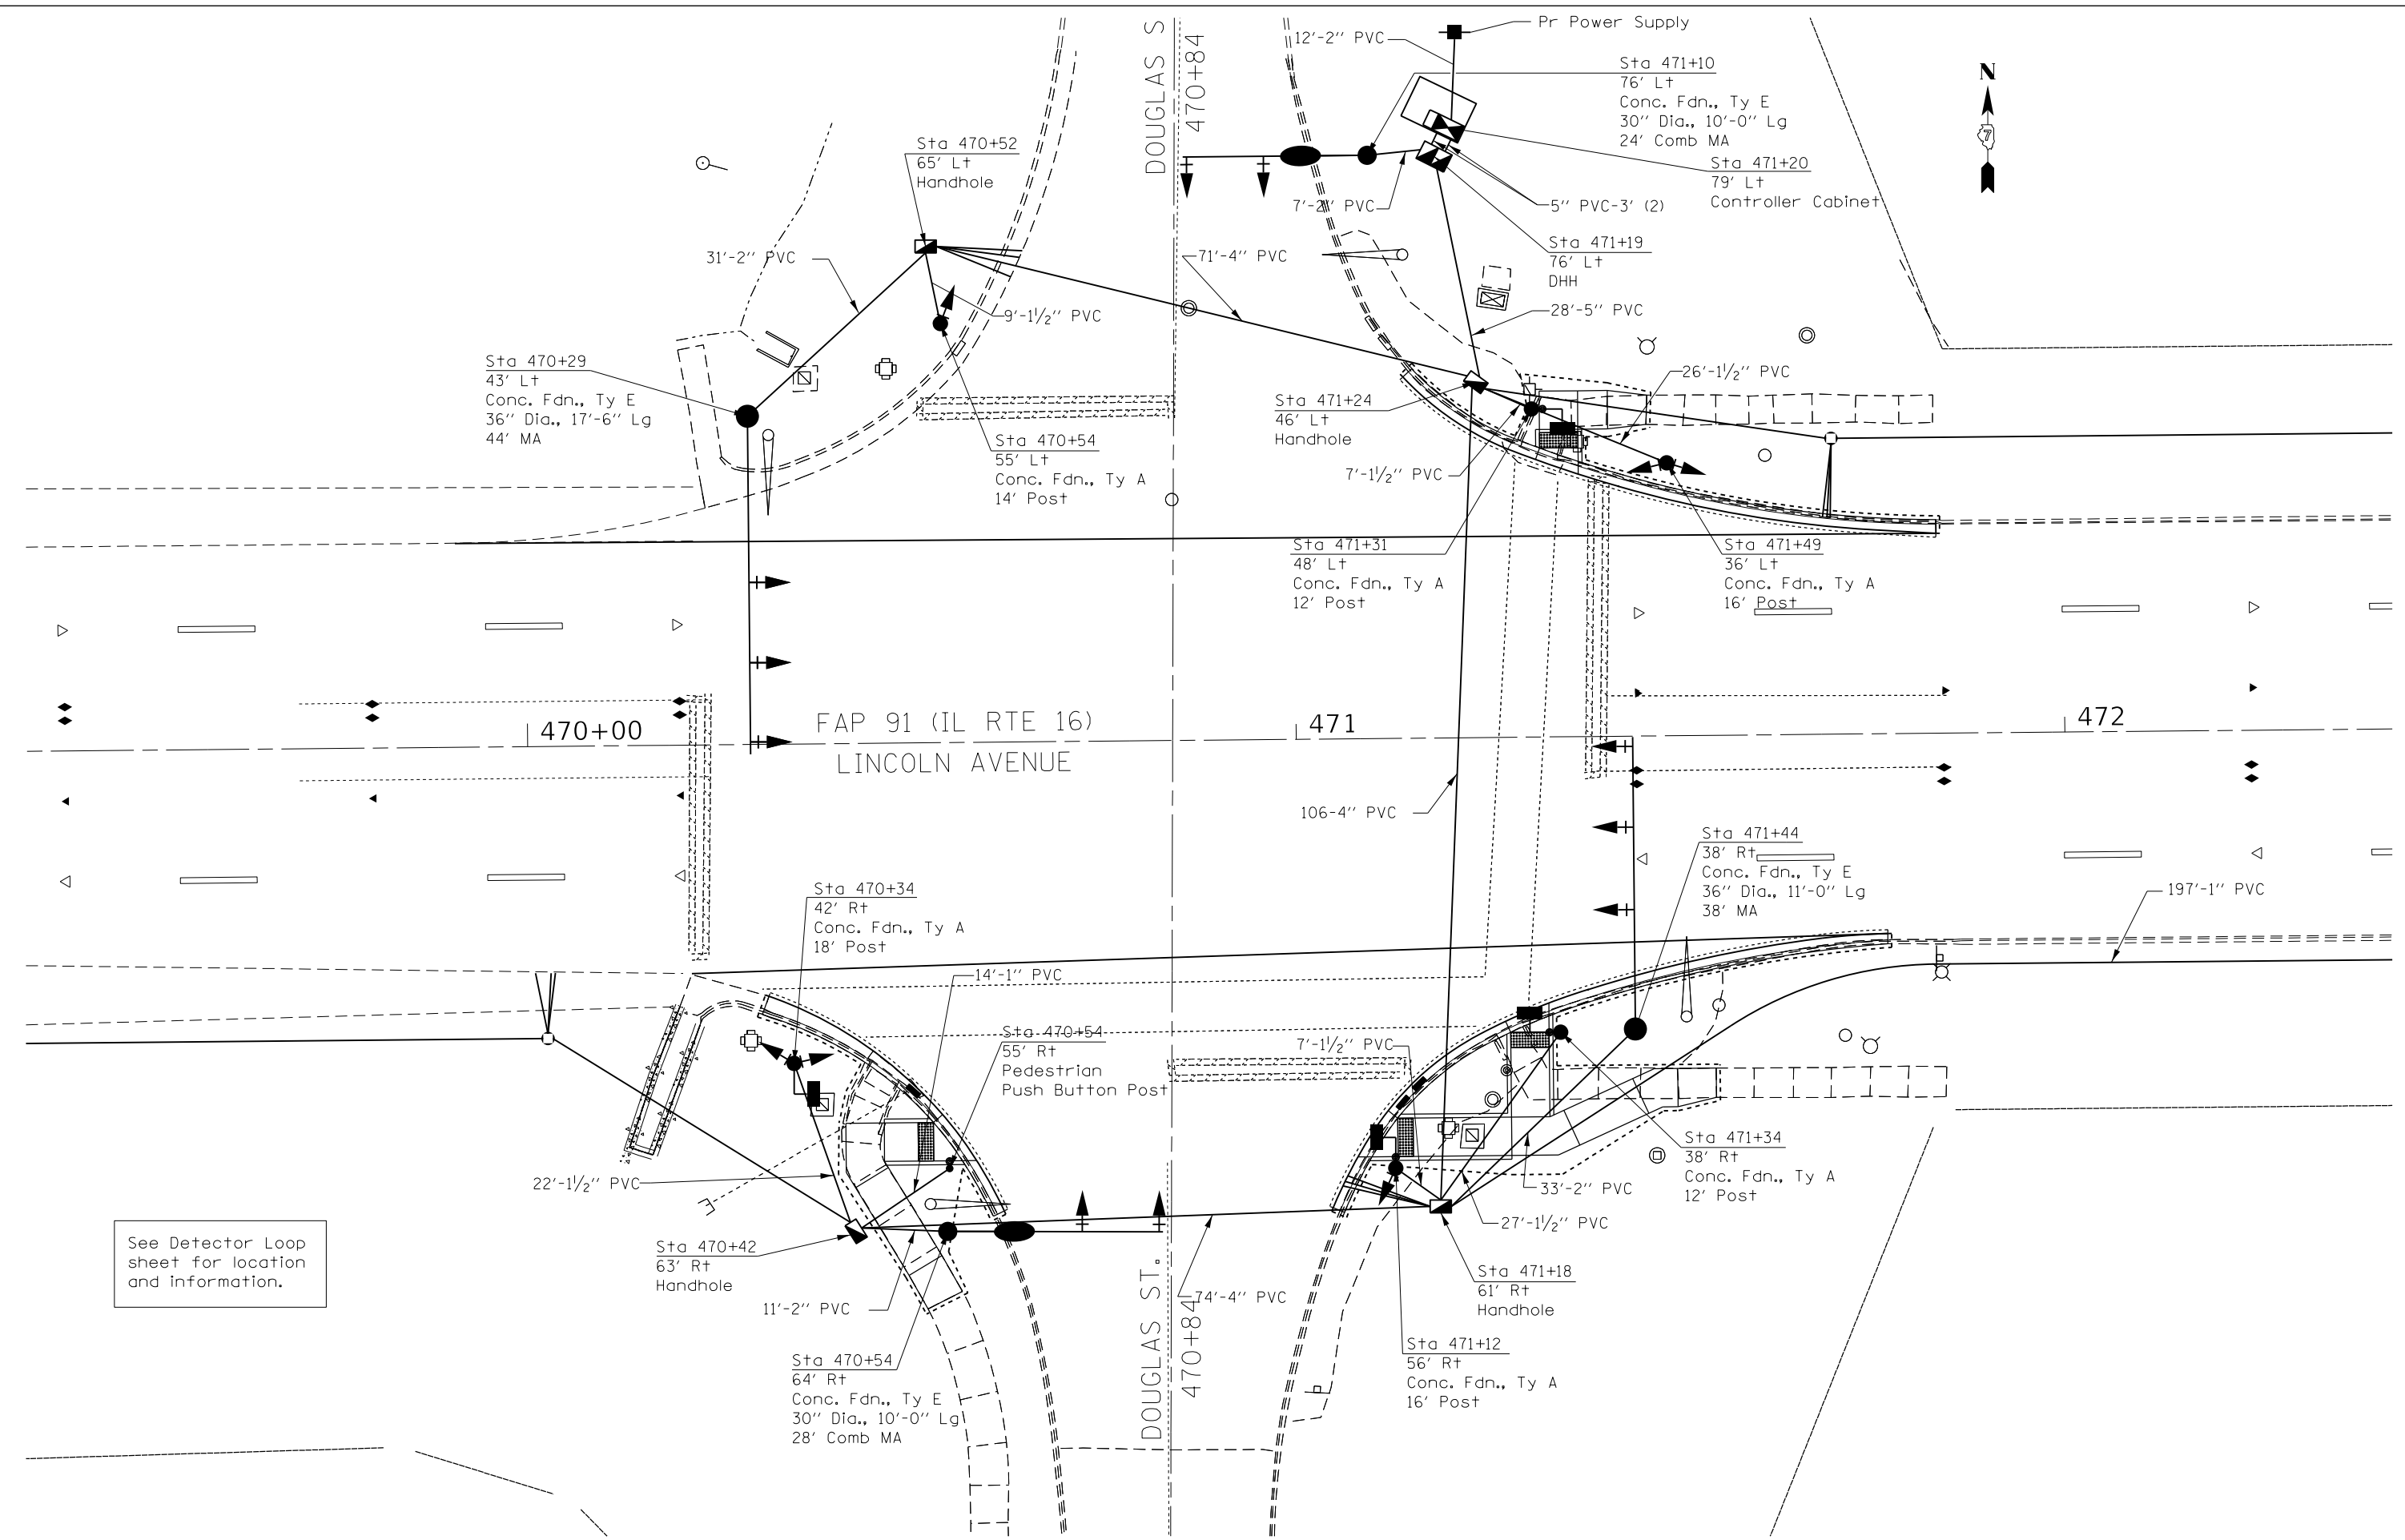 Pr Power Supply
12'-2" PVC
DOUGLAS S
470+84
Sta 471+10
76' Lt
Conc. Fdn., Ty E
30" Dia., 10'-0" Lg
24' Comb MA
N
7
Sta 470+52
65' Lt
Handhole
Sta 471+20
79' Lt
Controller Cabinet
7'-2" PVC
5" PVC-3' (2)
Sta 471+19
76' Lt
DHH
31'-2" PVC
71'-4" PVC
9'-1½" PVC
28'-5" PVC
Sta 470+29
43' Lt
Conc. Fdn., Ty E
36" Dia., 17'-6" Lg
44' MA
26'-1½" PVC
Sta 471+24
46' Lt
Handhole
Sta 470+54
55' Lt
Conc. Fdn., Ty A
14' Post
7'-1½" PVC
Sta 471+31
48' Lt
Conc. Fdn., Ty A
12' Post
Sta 471+49
36' Lt
Conc. Fdn., Ty A
16' Post
470+00
FAP 91 (IL RTE 16)
LINCOLN AVENUE
471
472
106-4" PVC
Sta 471+44
38' Rt
Conc. Fdn., Ty E
36" Dia., 11'-0" Lg
38' MA
197'-1" PVC
Sta 470+34
42' Rt
Conc. Fdn., Ty A
18' Post
14'-1" PVC
Sta 470+54
55' Rt
Pedestrian
Push Button Post
7'-1½" PVC
Sta 471+34
38' Rt
Conc. Fdn., Ty A
12' Post
22'-1½" PVC
33'-2" PVC
27'-1½" PVC
See Detector Loop
sheet for location
and information.
Sta 470+42
63' Rt
Handhole
11'-2" PVC
74'-4" PVC
Sta 471+18
61' Rt
Handhole
DOUGLAS ST.
470+84
Sta 470+54
64' Rt
Conc. Fdn., Ty E
30" Dia., 10'-0" Lg
28' Comb MA
Sta 471+12
56' Rt
Conc. Fdn., Ty A
16' Post